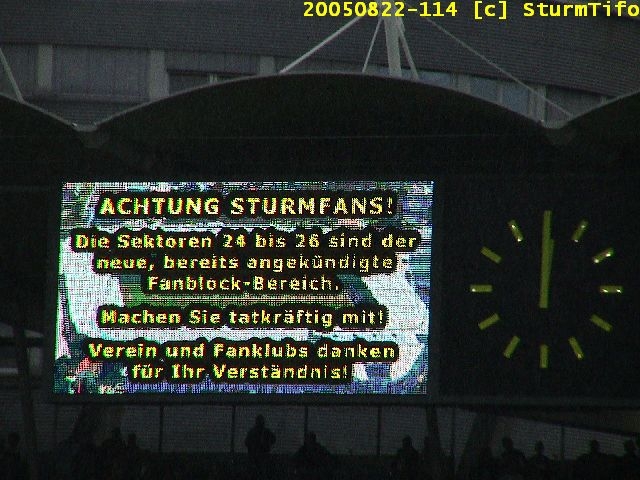 20050822-114 [c] SturmTifo
ACHTUNG STURMFANS!
Die Sektoren 24 bis 26 sind der
neue, bereits angekündigte
Fanblock-Bereich.
Machen Sie tatkräftig mit!
Verein und Fanklubs danken
für Ihr Verständnis!